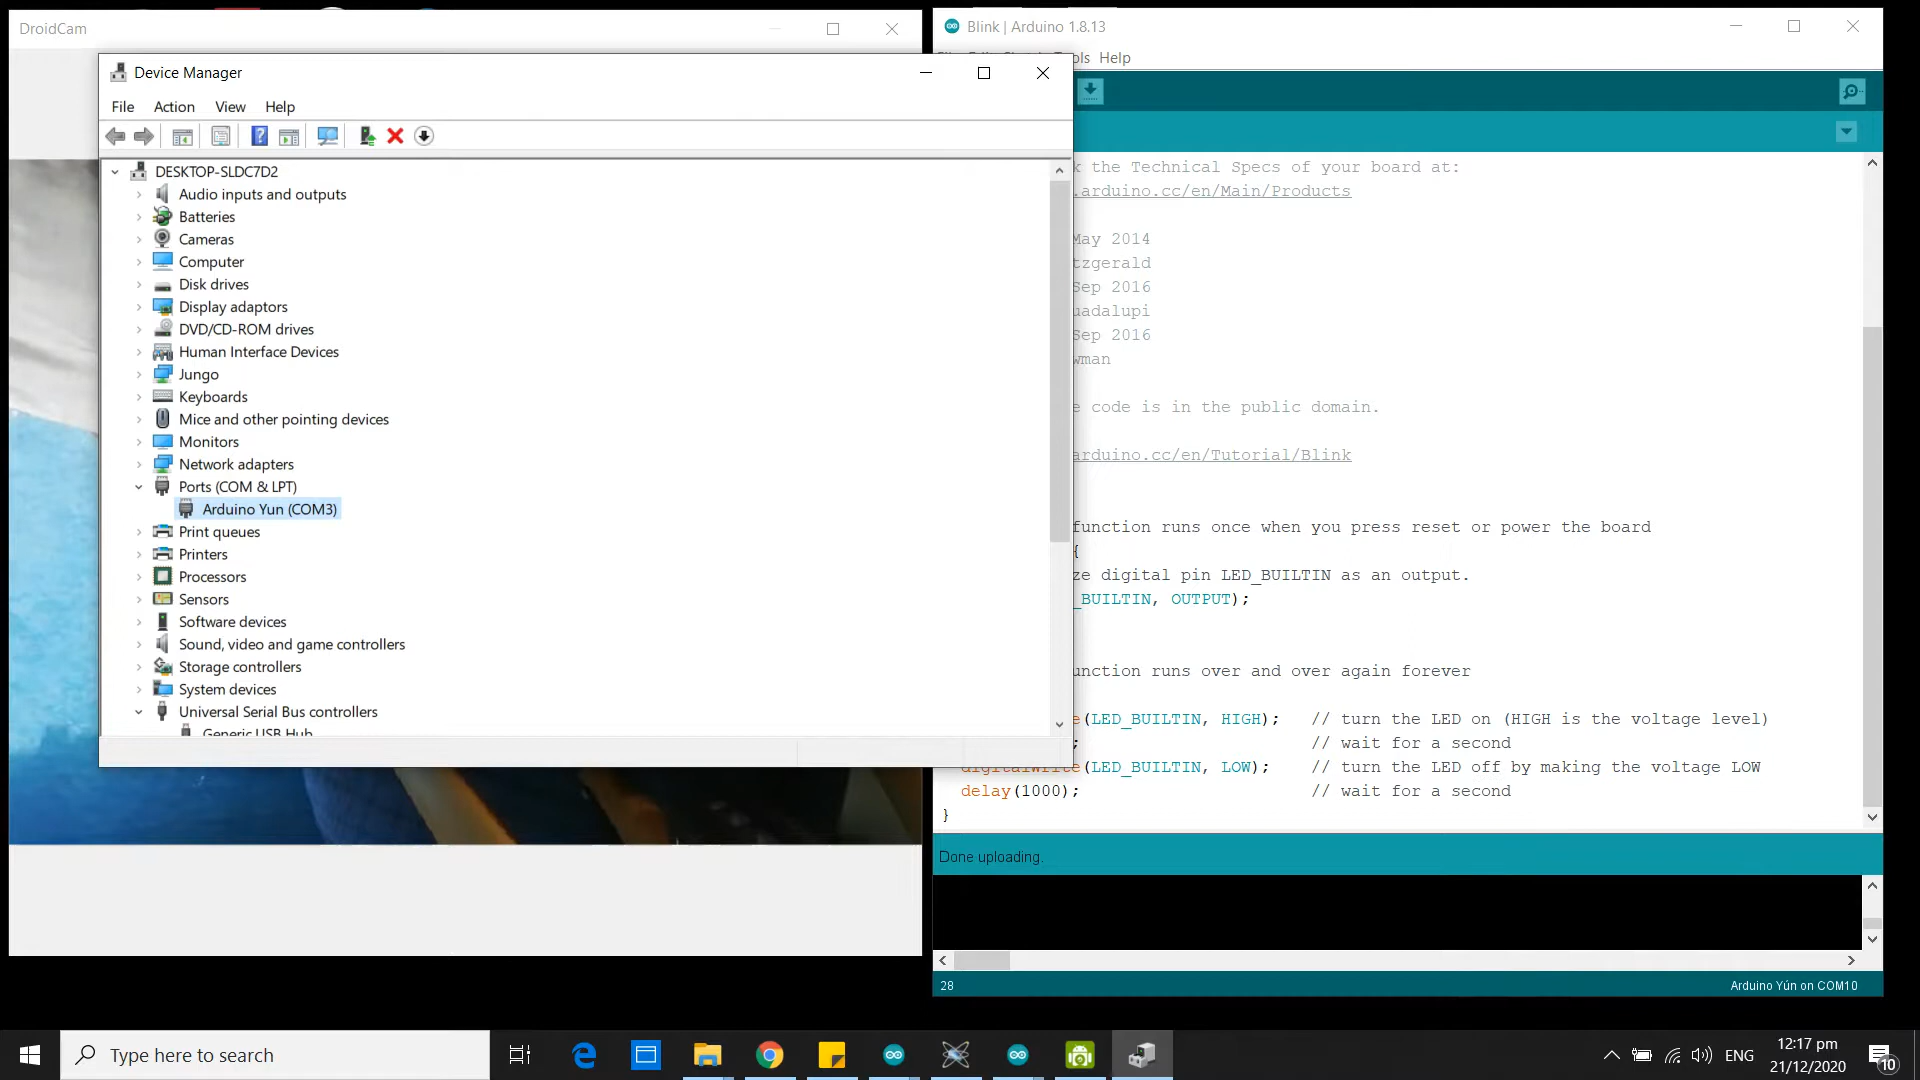 DroidCam
Device Manager
File Action View Help
DESKTOP-SLDC7D2
Audio inputs and outputs
Batteries
Cameras
Computer
Disk drives
Display adaptors
DVD/CD-ROM drives
Human Interface Devices
Jungo
Keyboards
Mice and other pointing devices
Monitors
Network adapters
Ports (COM & LPT)
Arduino Yun (COM3)
Print queues
Printers
Processors
Sensors
Software devices
Sound, video and game controllers
Storage controllers
System devices
Universal Serial Bus controllers
Generic USB Hub
Blink | Arduino 1.8.13
Help
k the Technical Specs of your board at:
.arduino.cc/en/Main/Products
May 2014
tzgerald
Sep 2016
uadalupi
Sep 2016
wman
e code is in the public domain.
arduino.cc/en/Tutorial/Blink
function runs once when you press reset or power the board
{
ze digital pin LED_BUILTIN as an output.
_BUILTIN, OUTPUT);
unction runs over and over again forever
e(LED_BUILTIN, HIGH); // turn the LED on (HIGH is the voltage level)
; // wait for a second
digitalWrite(LED_BUILTIN, LOW); // turn the LED off by making the voltage LOW
delay(1000); // wait for a second
}
Done uploading.
28
Arduino Yún on COM10
Type here to search
ENG
12:17 pm
21/12/2020
10